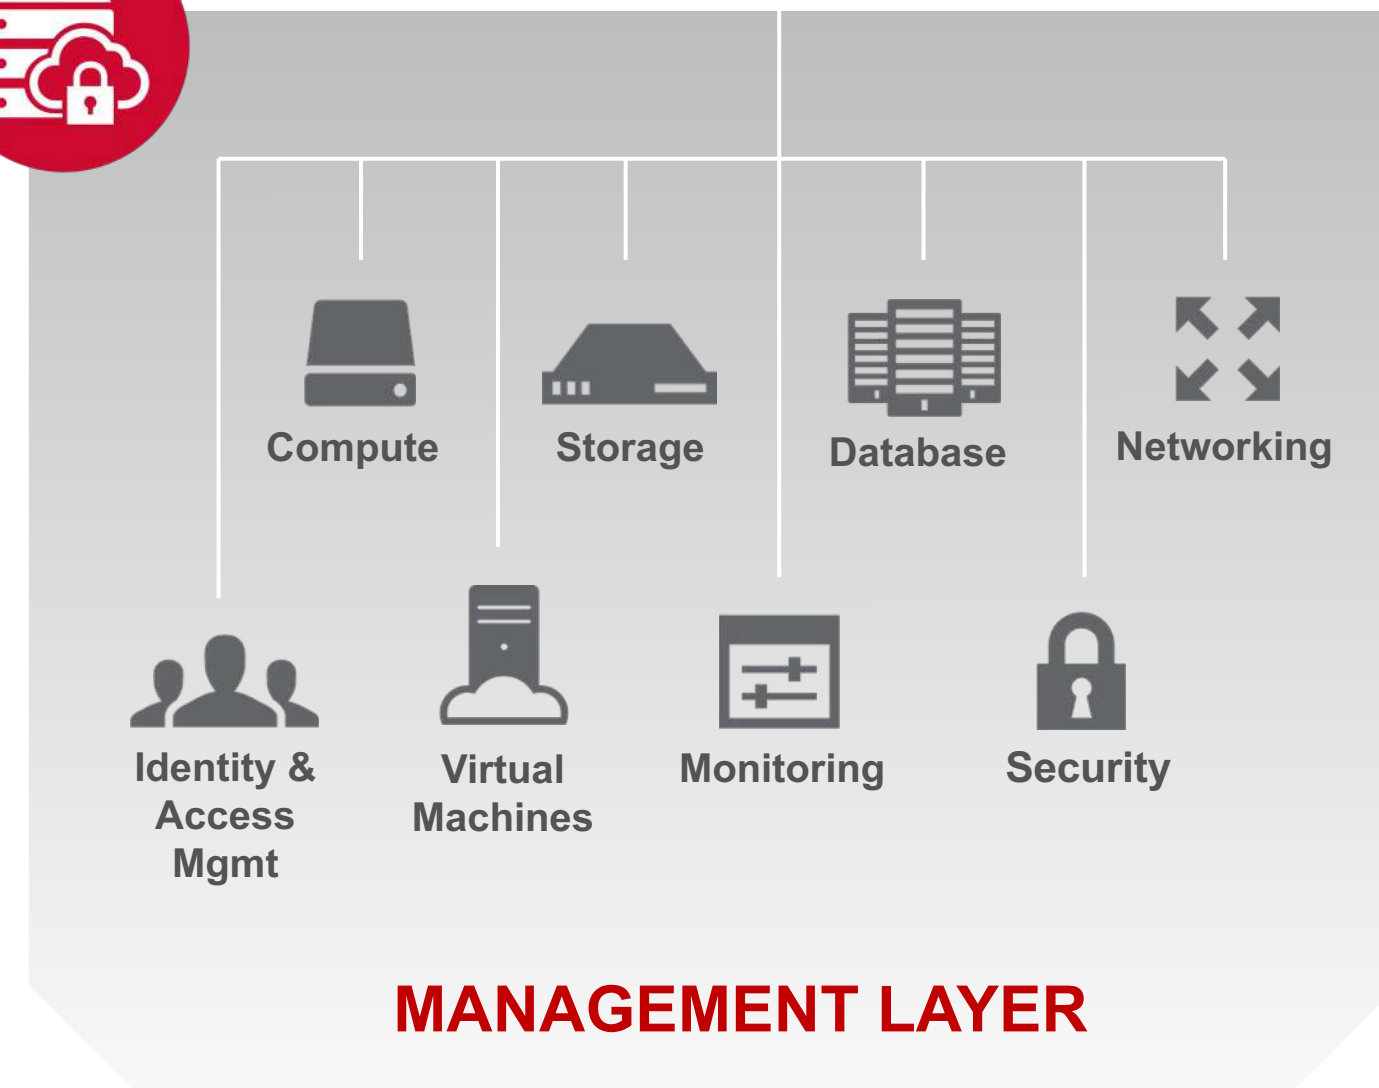 Compute
Storage
Database
Networking
Identity &
Access
Mgmt
Virtual
Machines
Monitoring
Security
MANAGEMENT LAYER